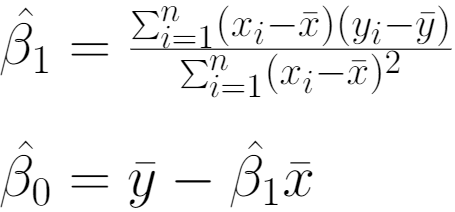 β̂₁ = Σⁿᵢ₌₁(xᵢ−x̄)(yᵢ−ȳ) / Σⁿᵢ₌₁(xᵢ−x̄)²
β̂₀ = ȳ − β̂₁x̄